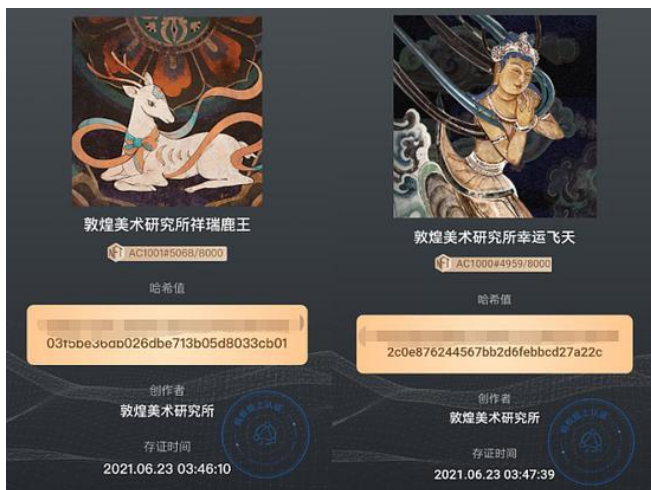 敦煌美术研究所祥瑞鹿王
NFT AC1001#5068/8000
哈希值
03f5be36db026dbe713b05d8033cb01
创作者
敦煌美术研究所
存证时间
2021.06.23 03:46:10
敦煌美术研究所幸运飞天
NFT AC1000#4959/8000
哈希值
2c0e876244567bb2d6febbcd27a22c
创作者
敦煌美术研究所
存证时间
2021.06.23 03:47:39